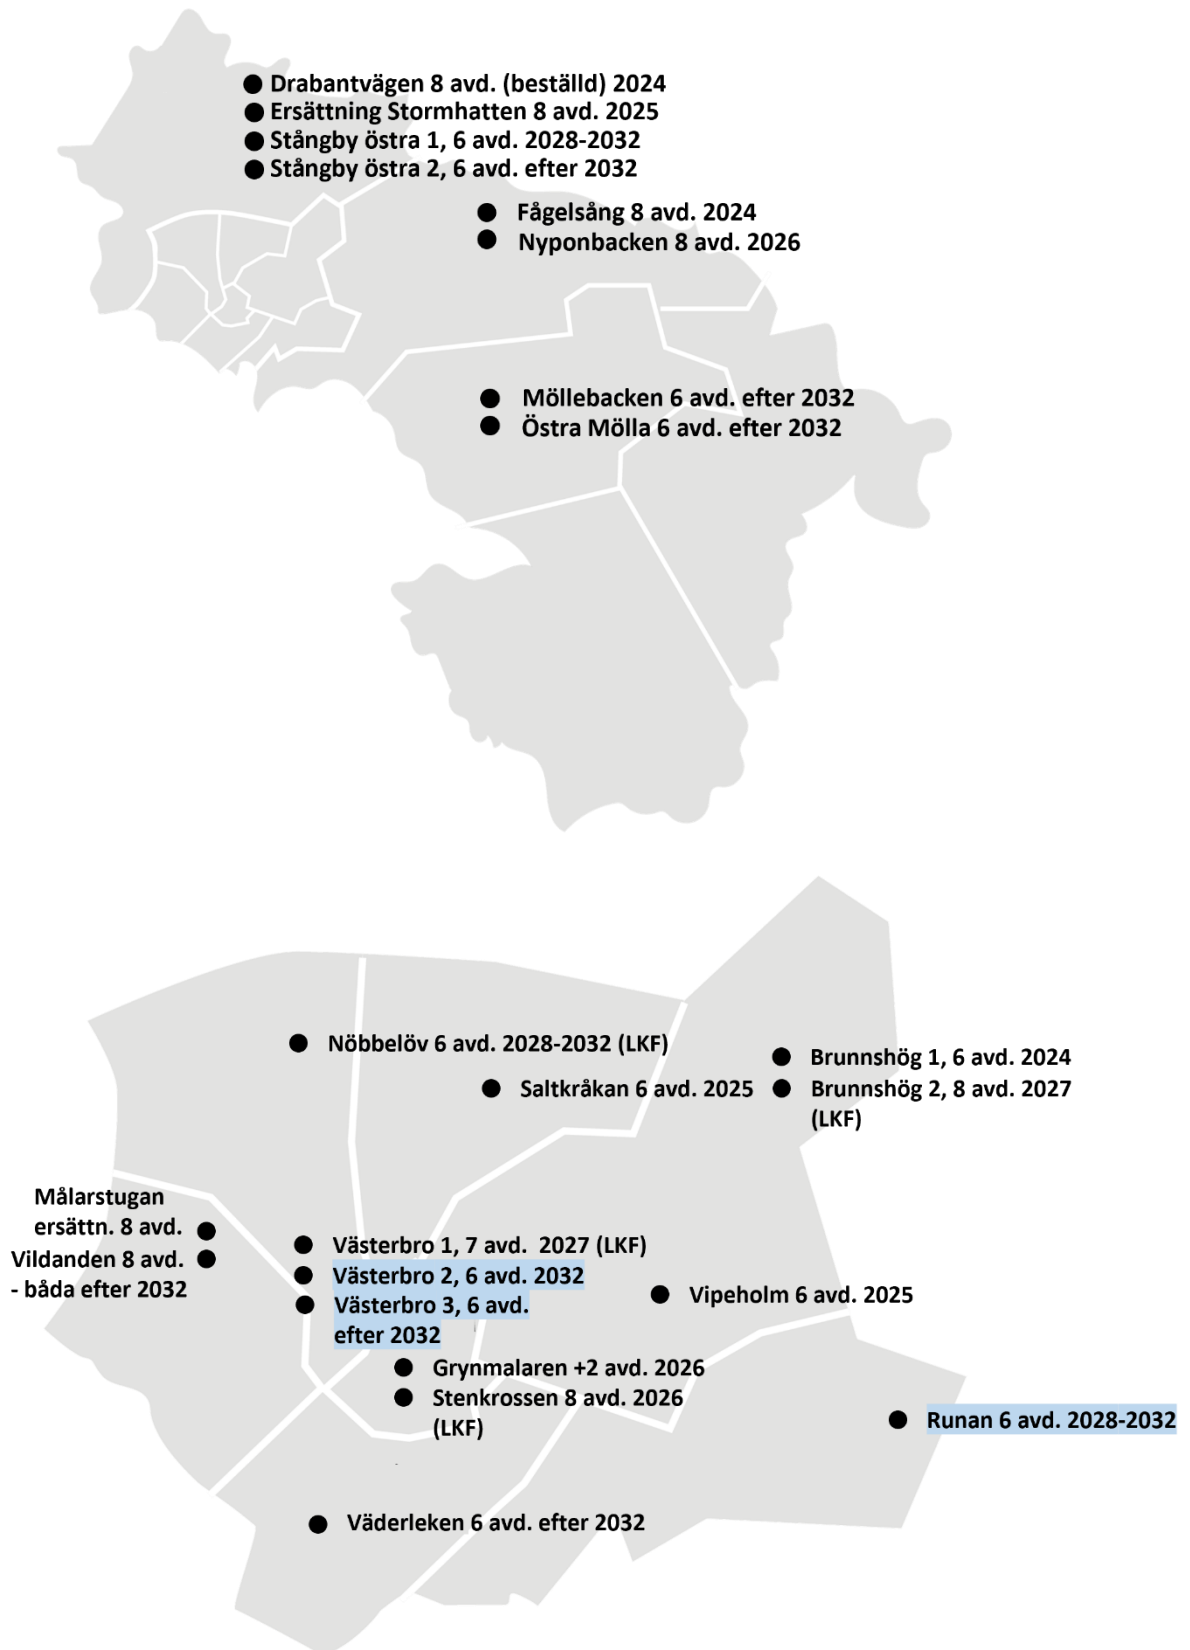 Drabantvägen 8 avd. (beställd) 2024
Ersättning Stormhatten 8 avd. 2025
Stångby östra 1, 6 avd. 2028-2032
Stångby östra 2, 6 avd. efter 2032
Fågelsång 8 avd. 2024
Nyponbacken 8 avd. 2026
Möllebacken 6 avd. efter 2032
Östra Mölla 6 avd. efter 2032
Nöbbelöv 6 avd. 2028-2032 (LKF)
Saltkråkan 6 avd. 2025
Brunnshög 1, 6 avd. 2024
Brunnshög 2, 8 avd. 2027
(LKF)
Målarstugan
ersättn. 8 avd.
Vildanden 8 avd.
- båda efter 2032
Västerbro 1, 7 avd. 2027 (LKF)
Västerbro 2, 6 avd. 2032
Västerbro 3, 6 avd.
efter 2032
Vipeholm 6 avd. 2025
Grynmalaren +2 avd. 2026
Stenkrossen 8 avd. 2026
(LKF)
Runan 6 avd. 2028-2032
Väderleken 6 avd. efter 2032